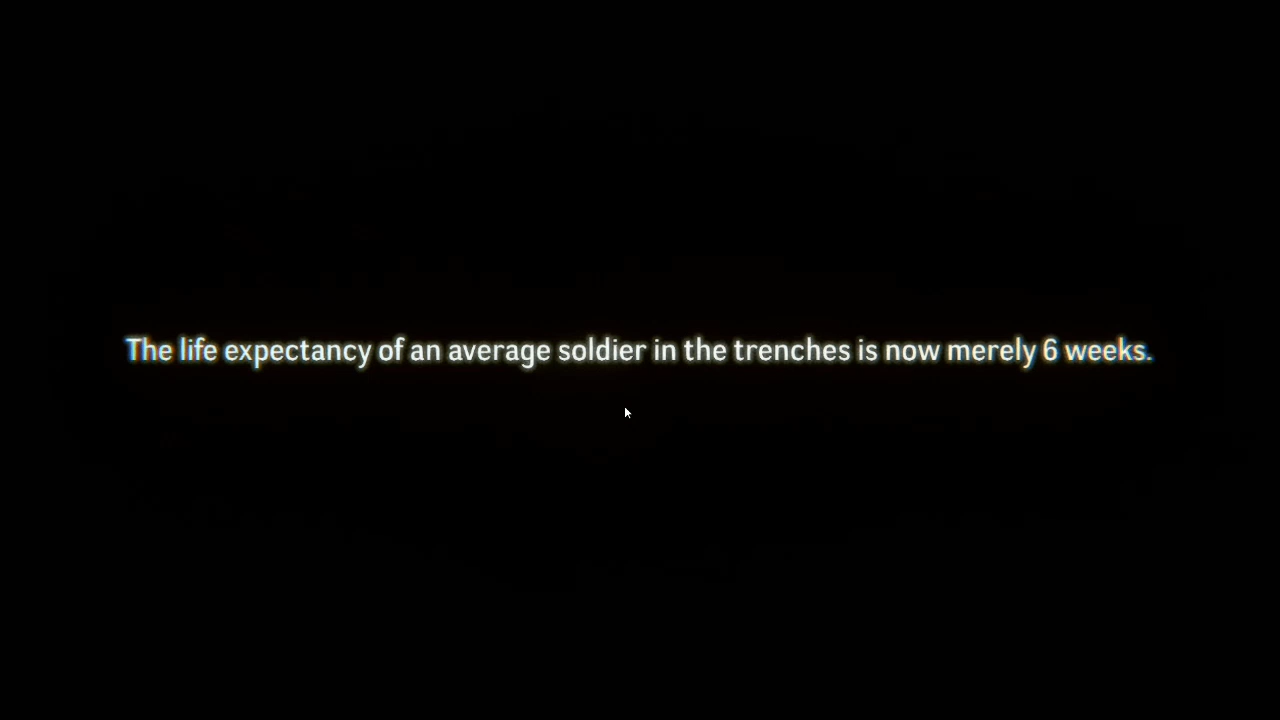 The life expectancy of an average soldier in the trenches is now merely 6 weeks.